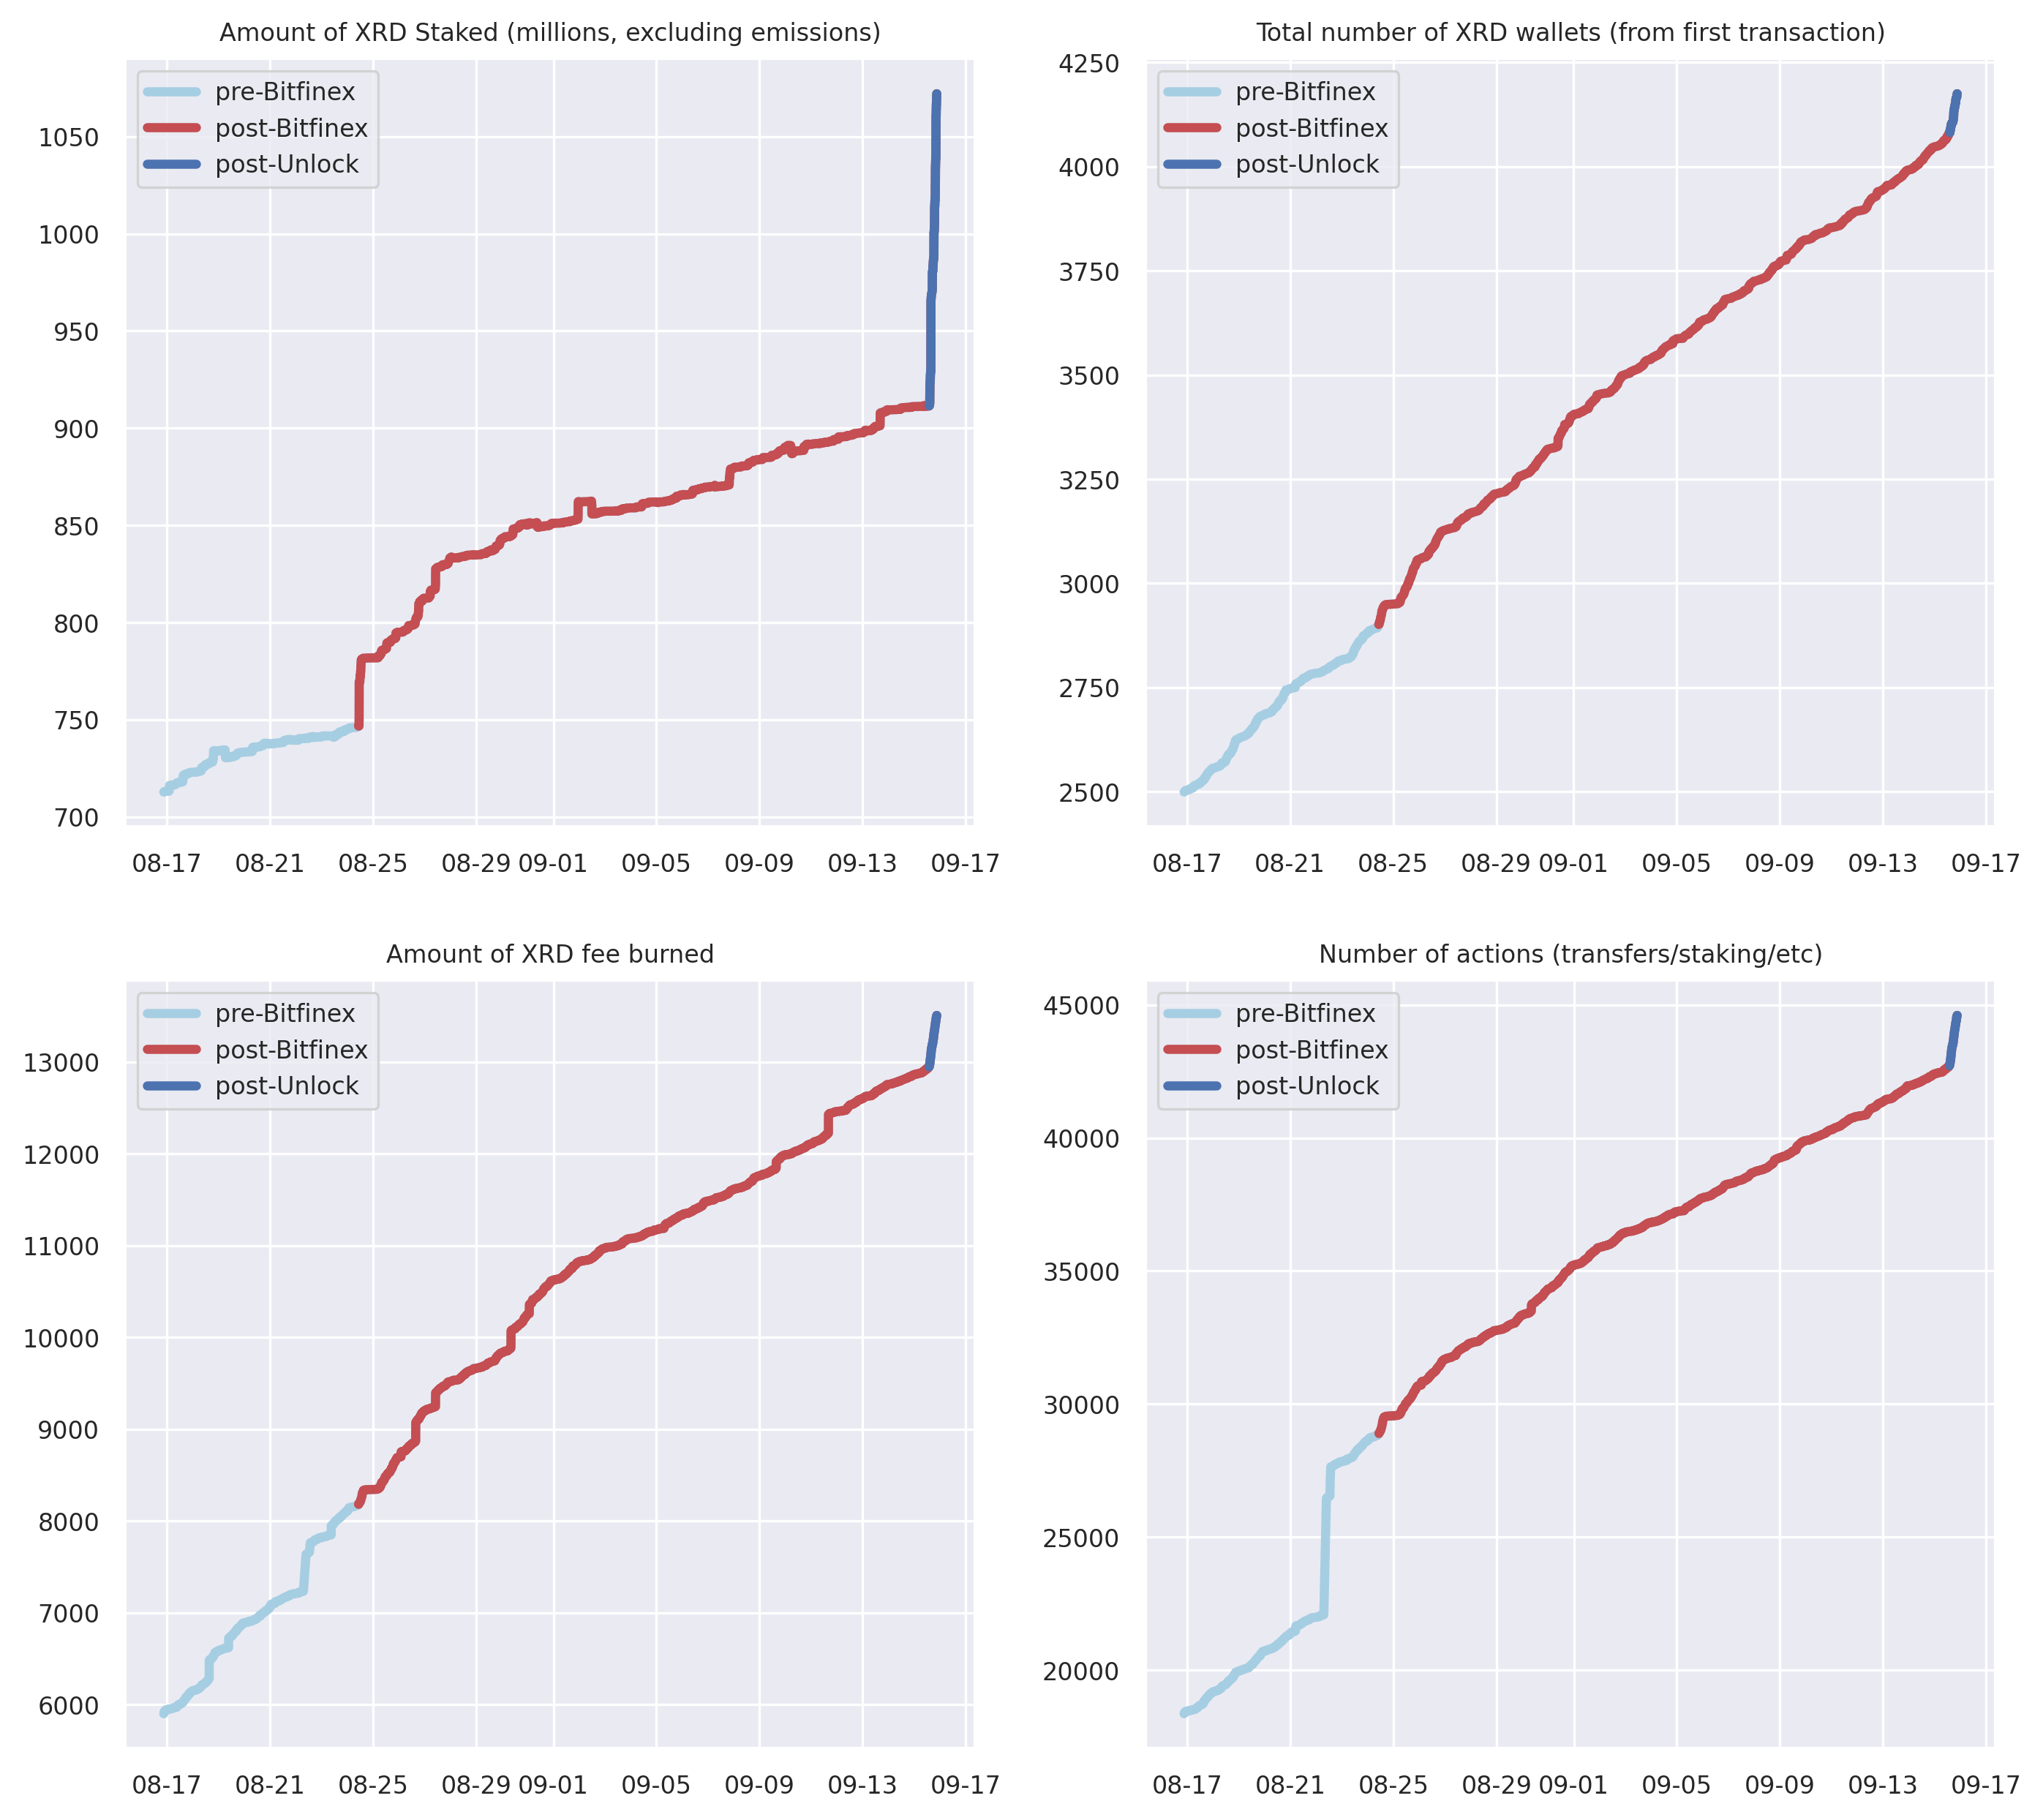 Amount of XRD Staked (millions, excluding emissions)
pre-Bitfinex
post-Bitfinex
post-Unlock
1050
1000
950
900
850
800
750
700
08-17 08-21 08-25 08-29 09-01 09-05 09-09 09-13 09-17
Total number of XRD wallets (from first transaction)
pre-Bitfinex
post-Bitfinex
post-Unlock
4250
4000
3750
3500
3250
3000
2750
2500
08-17 08-21 08-25 08-29 09-01 09-05 09-09 09-13 09-17
Amount of XRD fee burned
pre-Bitfinex
post-Bitfinex
post-Unlock
13000
12000
11000
10000
9000
8000
7000
6000
08-17 08-21 08-25 08-29 09-01 09-05 09-09 09-13 09-17
Number of actions (transfers/staking/etc)
pre-Bitfinex
post-Bitfinex
post-Unlock
45000
40000
35000
30000
25000
20000
08-17 08-21 08-25 08-29 09-01 09-05 09-09 09-13 09-17